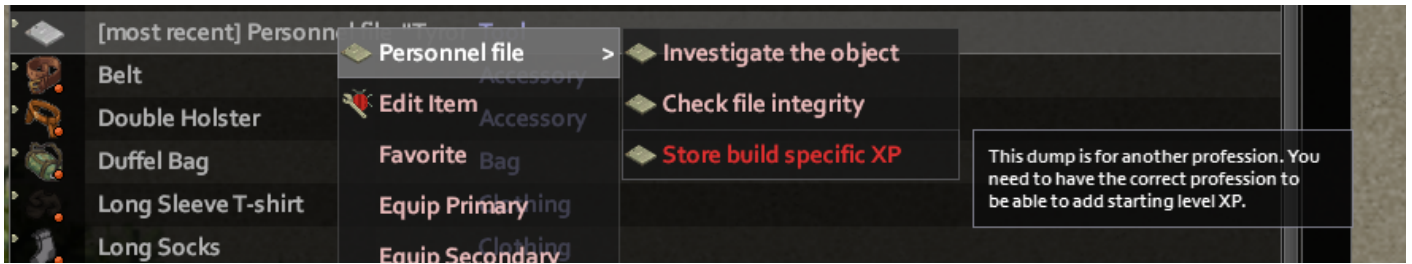 [most recent] Personnel file "Tyron Tool
Personnel file >
Investigate the object
Belt
Accessory
Edit Item
Check file integrity
Double Holster
Accessory
Favorite
Store build specific XP
This dump is for another profession. You
need to have the correct profession to
be able to add starting level XP.
Duffel Bag
Bag
Long Sleeve T-shirt
Equip Primary
Clothing
Long Socks
Equip Secondary
Clothing